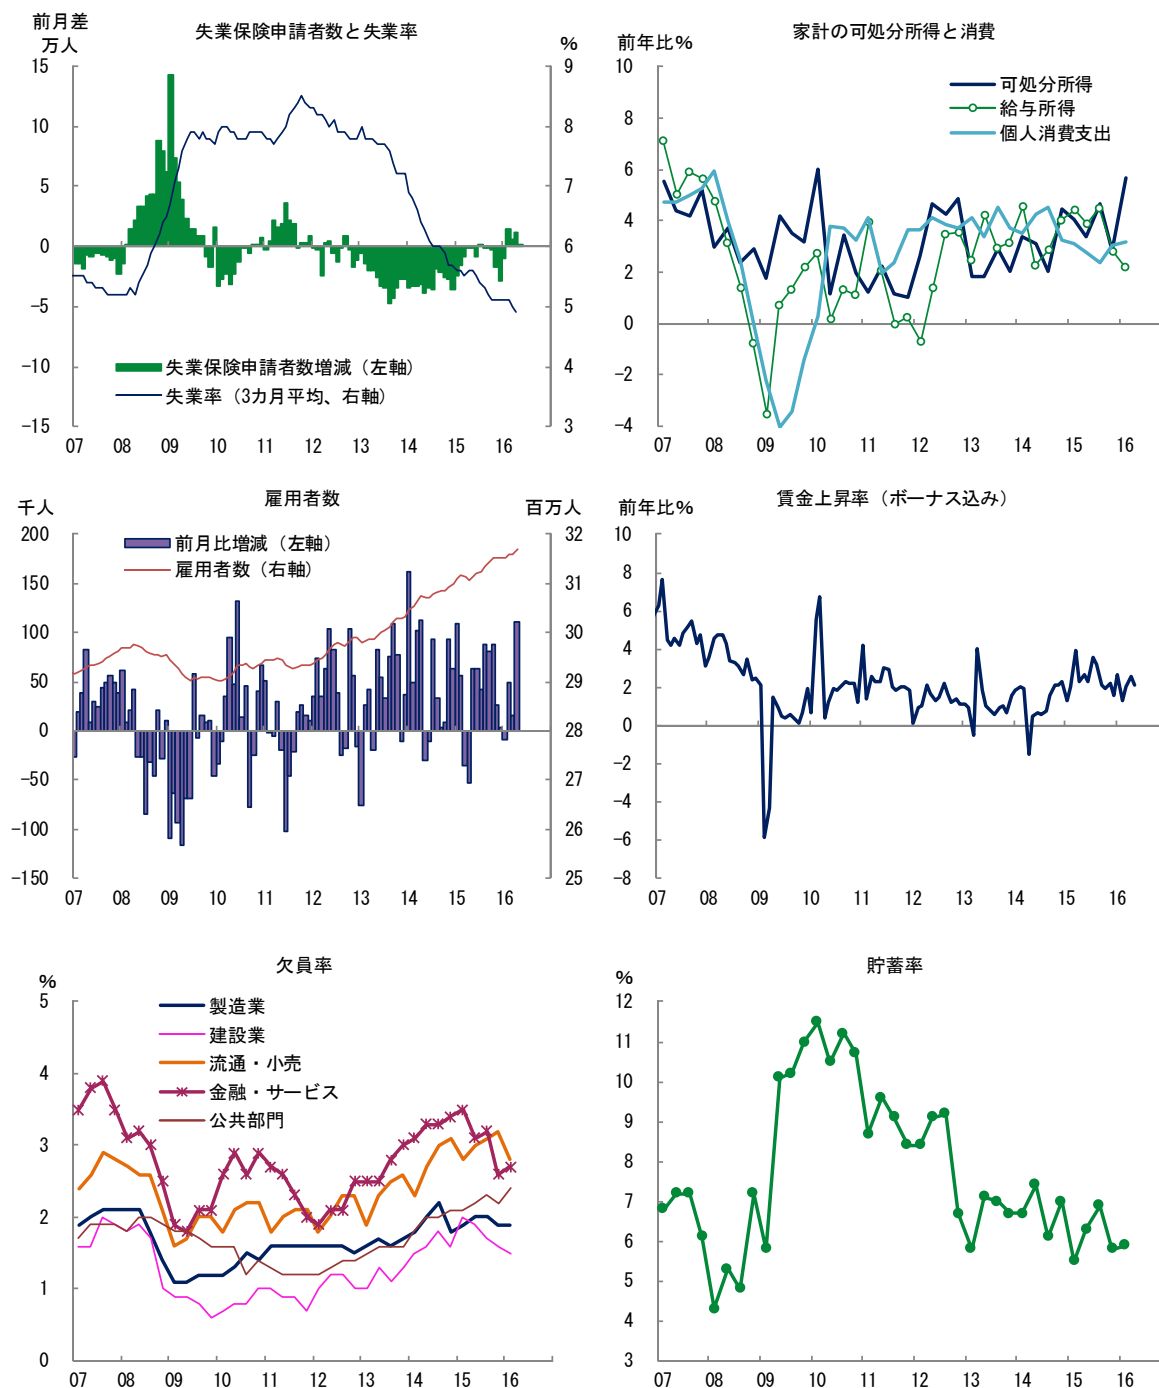 失業保険申請者数と失業率
前月差
万人
%
15
10
5
0
−5
−10
−15
9
8
7
6
5
4
3
失業保険申請者数増減（左軸）
失業率（3カ月平均、右軸）
07 08 09 10 11 12 13 14 15 16
家計の可処分所得と消費
前年比%
10
8
6
4
2
0
−2
−4
可処分所得
給与所得
個人消費支出
07 08 09 10 11 12 13 14 15 16
雇用者数
千人
百万人
200
150
100
50
0
−50
−100
−150
32
31
30
29
28
27
26
25
前月比増減（左軸）
雇用者数（右軸）
07 08 09 10 11 12 13 14 15 16
賃金上昇率（ボーナス込み）
前年比%
10
8
6
4
2
0
−2
−4
−6
−8
07 08 09 10 11 12 13 14 15 16
欠員率
%
5
4
3
2
1
0
製造業
建設業
流通・小売
金融・サービス
公共部門
07 08 09 10 11 12 13 14 15 16
貯蓄率
%
12
11
10
9
8
7
6
5
4
3
07 08 09 10 11 12 13 14 15 16